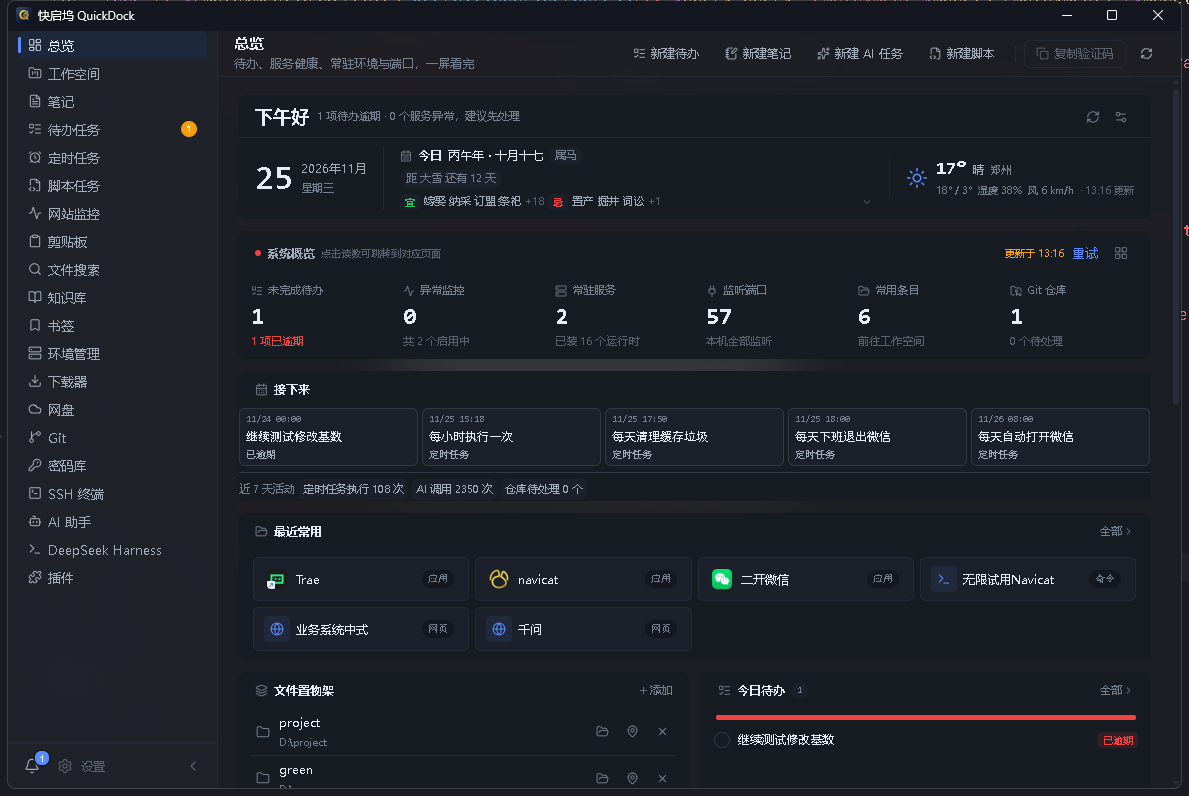 快启坞 QuickDock
总览
工作空间
笔记
待办任务 1
定时任务
脚本任务
网站监控
剪贴板
文件搜索
知识库
书签
环境管理
下载器
网盘
Git
密码库
SSH 终端
AI 助手
DeepSeek Harness
插件
1 设置
总览
待办、服务健康、常驻环境与端口，一屏看完
新建待办 新建笔记 新建 AI 任务 新建脚本 复制验证码
下午好 1 项待办逾期 · 0 个服务异常，建议先处理
25 2026年11月
星期三
今日 丙午年 · 十月十七 属马
距 大雪 还有 12 天
宜 嫁娶 纳采 订盟 祭祀 +18 忌 置产 掘井 词讼 +1
17° 晴 郑州
18° / 3° 湿度 38% 风 6 km/h · 13:16 更新
系统概览 点击读数可跳转到对应页面
更新于 13:16 重试
未完成待办 异常监控 常驻服务 监听端口 常用条目 Git 仓库
1 0 2 57 6 1
1 项已逾期 共 2 个启用中 已装 16 个运行时 本机全部监听 前往工作空间 0 个待处理
接下来
11/24 00:00
继续测试修改基数
已逾期
11/25 15:18
每小时执行一次
定时任务
11/25 17:50
每天清理缓存垃圾
定时任务
11/25 18:00
每天下班退出微信
定时任务
11/26 08:00
每天自动打开微信
定时任务
近 7 天活动 定时任务执行 108 次 AI 调用 2350 次 仓库待处理 0 个
最近常用 全部
Trae 应用
navicat 应用
二开微信 应用
无限试用Navicat 命令
业务系统中式 网页
千问 网页
文件置物架 +添加
project
D:\project
green
今日待办 1 全部
继续测试修改基数 已逾期